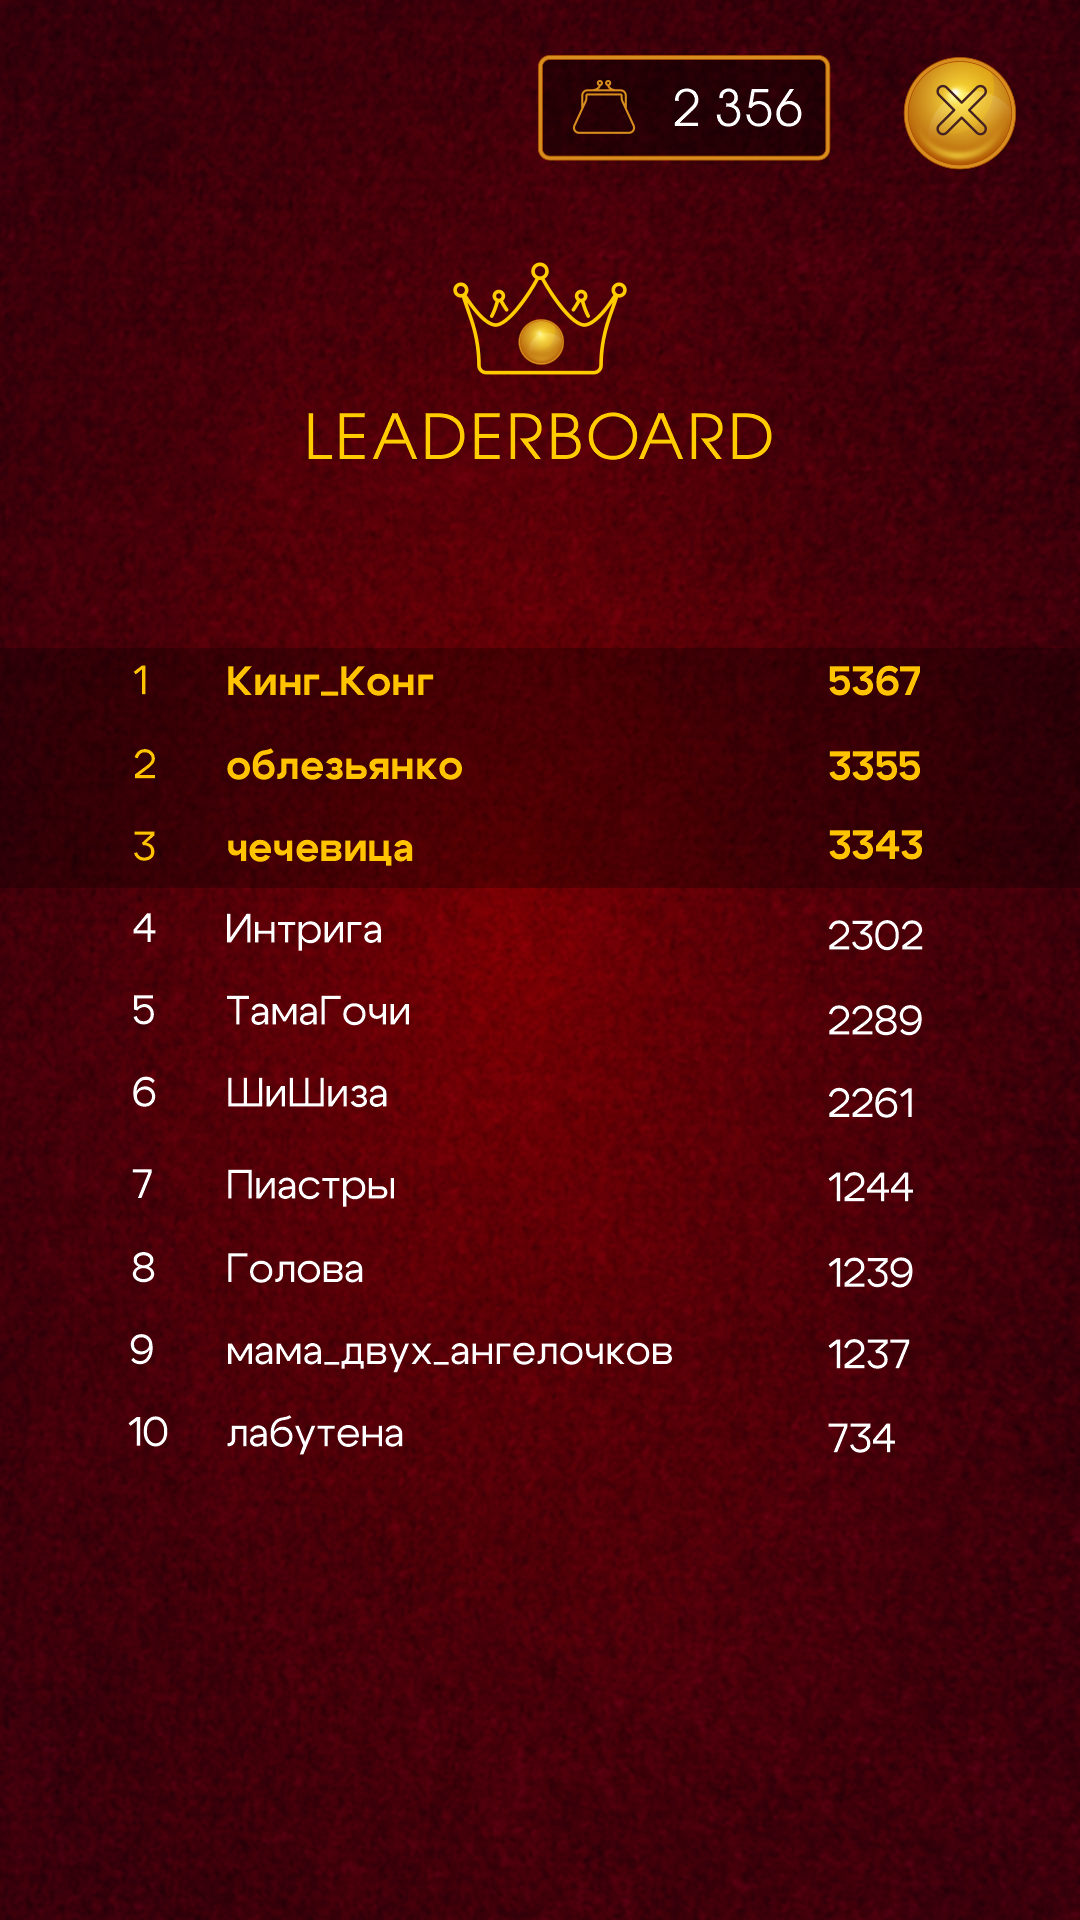 2 356
LEADERBOARD
1 Кинг_Конг 5367
2 облезьянко 3355
3 чечевица 3343
4 Интрига 2302
5 ТамаГочи 2289
6 ШиШиза 2261
7 Пиастры 1244
8 Голова 1239
9 мама_двух_ангелочков 1237
10 лабутена 734